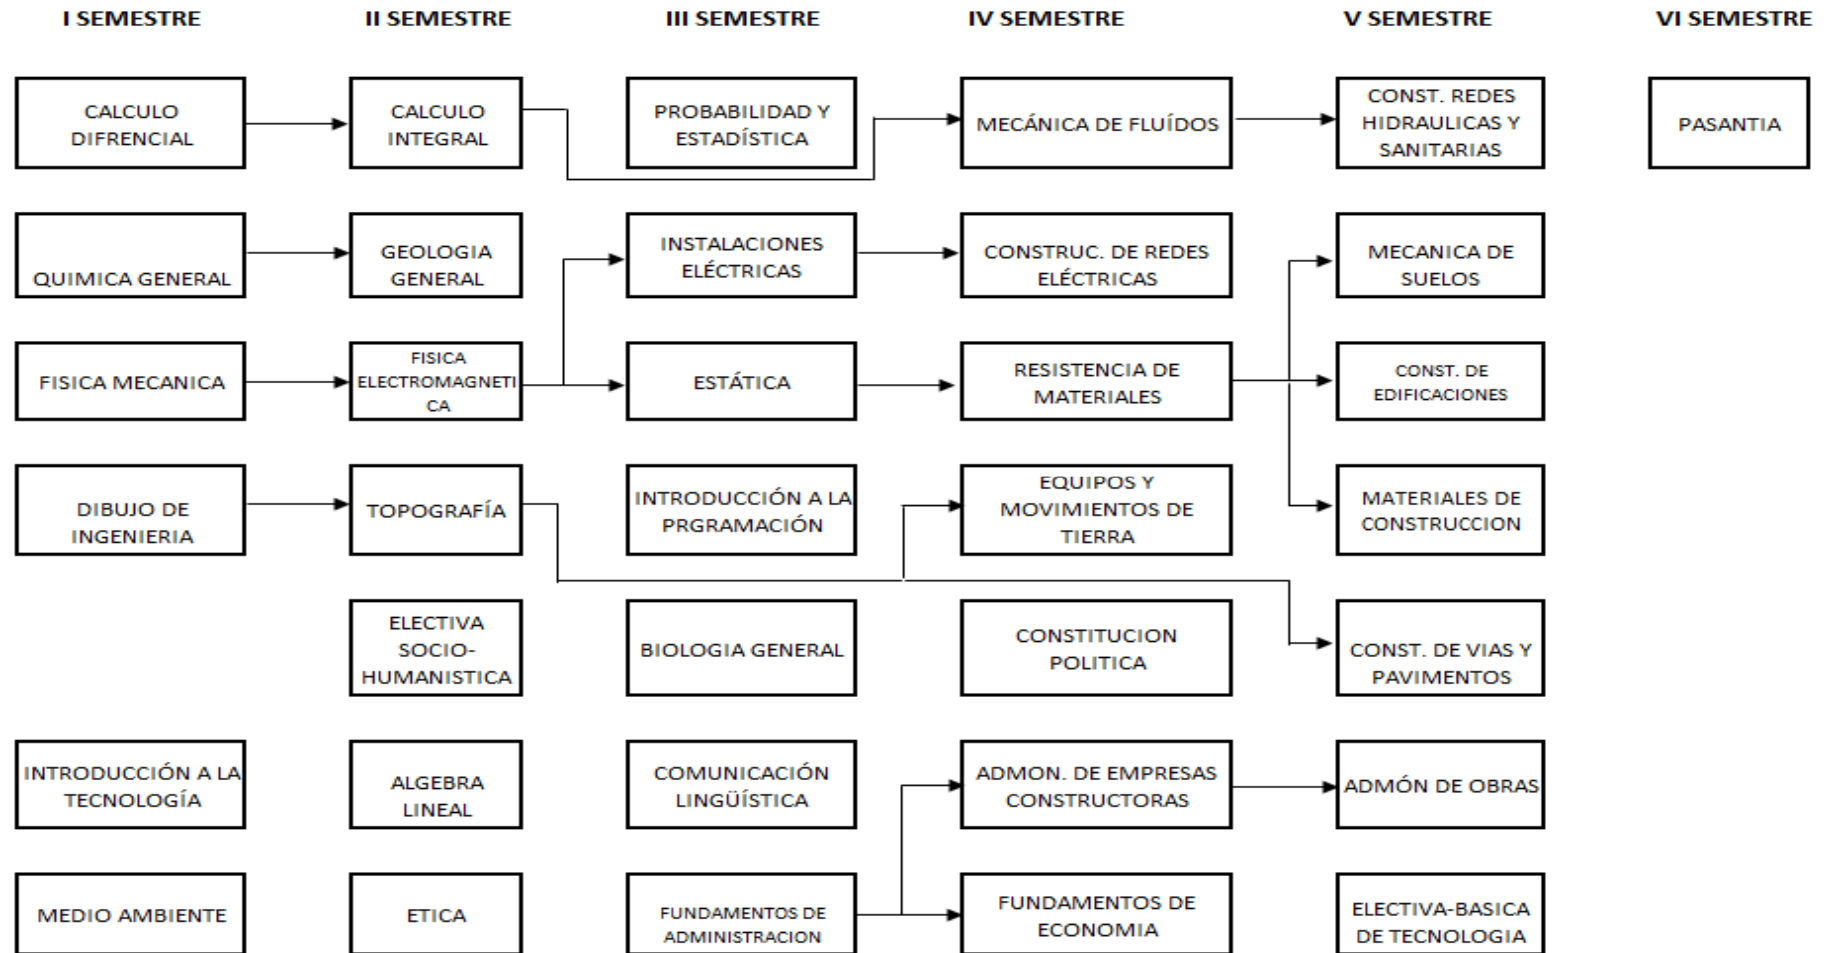 I SEMESTRE
II SEMESTRE
III SEMESTRE
IV SEMESTRE
V SEMESTRE
VI SEMESTRE
CALCULO
DIFRENCIAL
CALCULO
INTEGRAL
PROBABILIDAD Y
ESTADÍSTICA
MECÁNICA DE FLUÍDOS
CONST. REDES
HIDRAULICAS Y
SANITARIAS
PASANTIA
QUIMICA GENERAL
GEOLOGIA
GENERAL
INSTALACIONES
ELÉCTRICAS
CONSTRUC. DE REDES
ELÉCTRICAS
MECANICA DE
SUELOS
FISICA MECANICA
FISICA
ELECTROMAGNETI
CA
ESTÁTICA
RESISTENCIA DE
MATERIALES
CONST. DE
EDIFICACIONES
DIBUJO DE
INGENIERIA
TOPOGRAFÍA
INTRODUCCIÓN A LA
PRGRAMACIÓN
EQUIPOS Y
MOVIMIENTOS DE
TIERRA
MATERIALES DE
CONSTRUCCION
ELECTIVA
SOCIO-
HUMANISTICA
BIOLOGIA GENERAL
CONSTITUCION
POLITICA
CONST. DE VIAS Y
PAVIMENTOS
INTRODUCCIÓN A LA
TECNOLOGÍA
ALGEBRA
LINEAL
COMUNICACIÓN
LINGÜÍSTICA
ADMON. DE EMPRESAS
CONSTRUCTORAS
ADMÓN DE OBRAS
MEDIO AMBIENTE
ETICA
FUNDAMENTOS DE
ADMINISTRACION
FUNDAMENTOS DE
ECONOMIA
ELECTIVA-BASICA
DE TECNOLOGIA